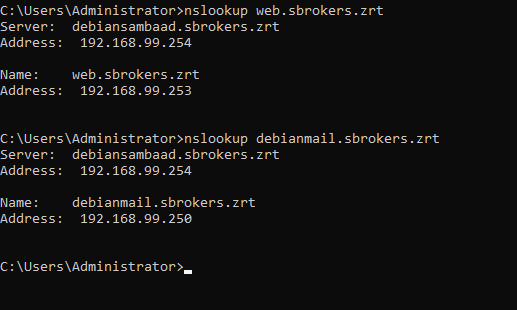 C:\Users\Administrator>nslookup web.sbrokers.zrt
Server:  debiansambaad.sbrokers.zrt
Address:  192.168.99.254

Name:    web.sbrokers.zrt
Address:  192.168.99.253

C:\Users\Administrator>nslookup debianmail.sbrokers.zrt
Server:  debiansambaad.sbrokers.zrt
Address:  192.168.99.254

Name:    debianmail.sbrokers.zrt
Address:  192.168.99.250

C:\Users\Administrator>